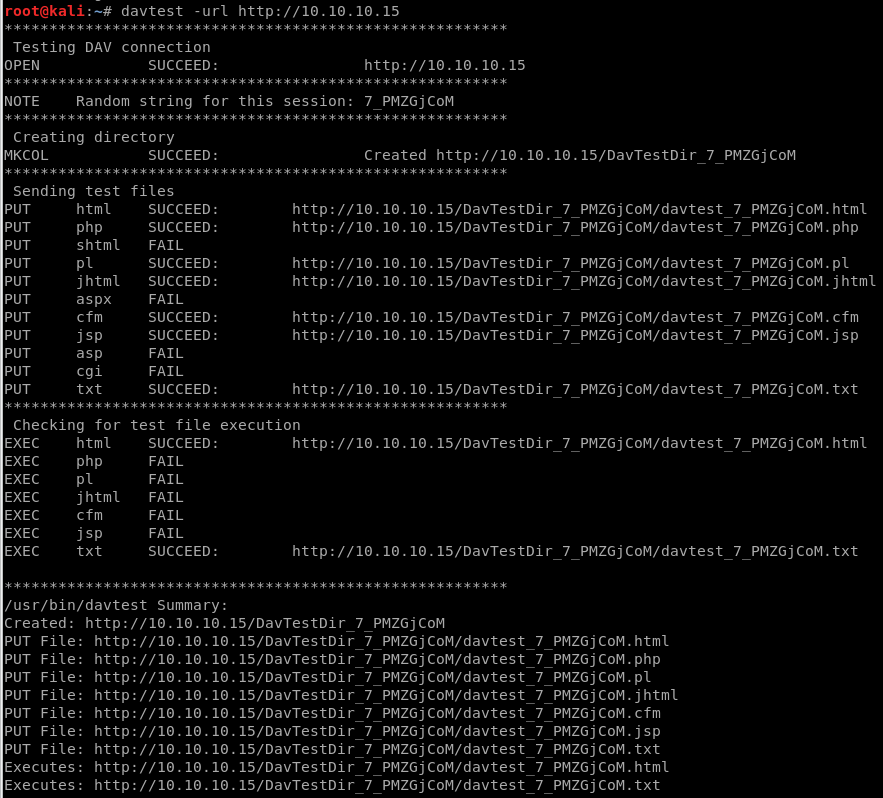 root@kali:~# davtest -url http://10.10.10.15
********************************************************
Testing DAV connection
OPEN SUCCEED: http://10.10.10.15
********************************************************
NOTE Random string for this session: 7_PMZGjCoM
********************************************************
Creating directory
MKCOL SUCCEED: Created http://10.10.10.15/DavTestDir_7_PMZGjCoM
********************************************************
Sending test files
PUT html SUCCEED: http://10.10.10.15/DavTestDir_7_PMZGjCoM/davtest_7_PMZGjCoM.html
PUT php SUCCEED: http://10.10.10.15/DavTestDir_7_PMZGjCoM/davtest_7_PMZGjCoM.php
PUT shtml FAIL
PUT pl SUCCEED: http://10.10.10.15/DavTestDir_7_PMZGjCoM/davtest_7_PMZGjCoM.pl
PUT jhtml SUCCEED: http://10.10.10.15/DavTestDir_7_PMZGjCoM/davtest_7_PMZGjCoM.jhtml
PUT aspx FAIL
PUT cfm SUCCEED: http://10.10.10.15/DavTestDir_7_PMZGjCoM/davtest_7_PMZGjCoM.cfm
PUT jsp SUCCEED: http://10.10.10.15/DavTestDir_7_PMZGjCoM/davtest_7_PMZGjCoM.jsp
PUT asp FAIL
PUT cgi FAIL
PUT txt SUCCEED: http://10.10.10.15/DavTestDir_7_PMZGjCoM/davtest_7_PMZGjCoM.txt
********************************************************
Checking for test file execution
EXEC html SUCCEED: http://10.10.10.15/DavTestDir_7_PMZGjCoM/davtest_7_PMZGjCoM.html
EXEC php FAIL
EXEC pl FAIL
EXEC jhtml FAIL
EXEC cfm FAIL
EXEC jsp FAIL
EXEC txt SUCCEED: http://10.10.10.15/DavTestDir_7_PMZGjCoM/davtest_7_PMZGjCoM.txt
********************************************************
/usr/bin/davtest Summary:
Created: http://10.10.10.15/DavTestDir_7_PMZGjCoM
PUT File: http://10.10.10.15/DavTestDir_7_PMZGjCoM/davtest_7_PMZGjCoM.html
PUT File: http://10.10.10.15/DavTestDir_7_PMZGjCoM/davtest_7_PMZGjCoM.php
PUT File: http://10.10.10.15/DavTestDir_7_PMZGjCoM/davtest_7_PMZGjCoM.pl
PUT File: http://10.10.10.15/DavTestDir_7_PMZGjCoM/davtest_7_PMZGjCoM.jhtml
PUT File: http://10.10.10.15/DavTestDir_7_PMZGjCoM/davtest_7_PMZGjCoM.cfm
PUT File: http://10.10.10.15/DavTestDir_7_PMZGjCoM/davtest_7_PMZGjCoM.jsp
PUT File: http://10.10.10.15/DavTestDir_7_PMZGjCoM/davtest_7_PMZGjCoM.txt
Executes: http://10.10.10.15/DavTestDir_7_PMZGjCoM/davtest_7_PMZGjCoM.html
Executes: http://10.10.10.15/DavTestDir_7_PMZGjCoM/davtest_7_PMZGjCoM.txt